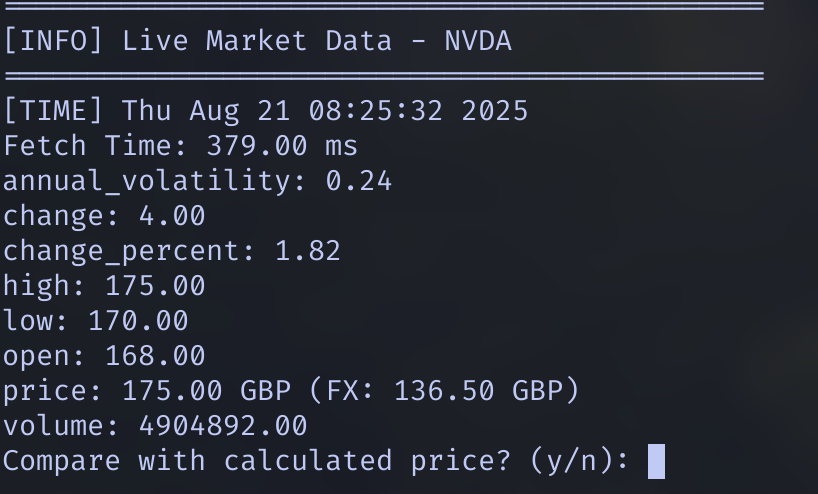 [INFO] Live Market Data - NVDA
[TIME] Thu Aug 21 08:25:32 2025
Fetch Time: 379.00 ms
annual_volatility: 0.24
change: 4.00
change_percent: 1.82
high: 175.00
low: 170.00
open: 168.00
price: 175.00 GBP (FX: 136.50 GBP)
volume: 4904892.00
Compare with calculated price? (y/n):